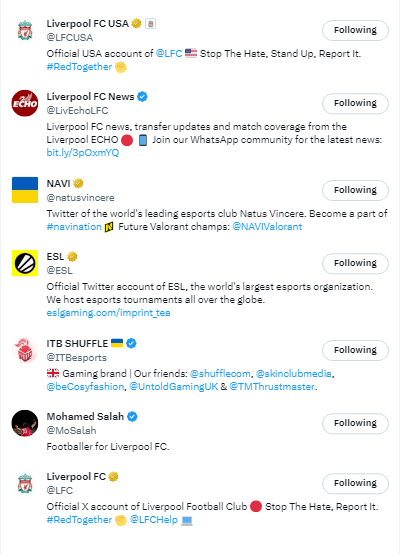 Liverpool FC USA
Following
@LFCUSA
Official USA account of @LFC 🇺🇸 Stop The Hate, Stand Up, Report It.
#RedTogether ✊
ECHO
Liverpool FC News
Following
@LivEchoLFC
Liverpool FC news, transfer updates and match coverage from the
Liverpool ECHO 🔴 📱 Join our WhatsApp community for the latest news:
bit.ly/3pOxmYQ
NAVI
Following
@natusvincere
Twitter of the world's leading esports club Natus Vincere. Become a part of
#navination Future Valorant champs: @NAVIValorant
ESL
Following
@ESL
Official Twitter account of ESL, the world's largest esports organization.
We host esports tournaments all over the globe.
eslgaming.com/imprint_tea
ITB SHUFFLE 🇺🇦
Following
@ITBesports
🇬🇧 Gaming brand | Our friends: @shufflecom, @skinclubmedia,
@beCosyfashion, @UntoldGamingUK & @TMThrustmaster.
Mohamed Salah
Following
@MoSalah
Footballer for Liverpool FC.
Liverpool FC
Following
@LFC
Official X account of Liverpool Football Club 🔴 Stop The Hate, Report It.
#RedTogether ✊ @LFCHelp 💻